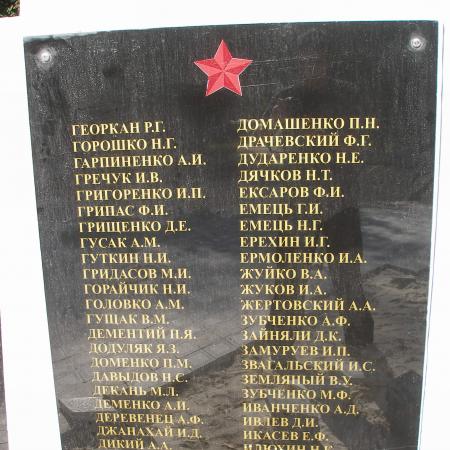 ГЕОРКАН Р.Г.
ГОРОШКО Н.Г.
ГАРПИНЕНКО А.И.
ГРЕЧУК И.В.
ГРИГОРЕНКО И.П.
ГРИПАС Ф.И.
ГРИЩЕНКО Д.Е.
ГУСАК А.М.
ГУТКИН Н.И.
ГРИДАСОВ М.И.
ГОРАЙЧИК Н.И.
ГОЛОВКО А.М.
ГУЩАК В.М.
ДЕМЕНТИЙ П.Я.
ДОДУЛЯК Я.З.
ДОМЕНКО П.М.
ДАВЫДОВ Н.С.
ДЕКАНЬ М.Л.
ДЕМЕНКО А.И.
ДЕРЕВЕНЕЦ А.Ф.
ДЖАНАХАЙ И.Д.
ДИКИЙ А.А.
ДОМАШЕНКО П.Н.
ДРАЧЕВСКИЙ Ф.Г.
ДУДАРЕНКО Н.Е.
ДЯЧКОВ Н.Т.
ЕКСАРОВ Ф.И.
ЕМЕЦЬ Г.И.
ЕМЕЦЬ Н.Г.
ЕРЕХИН И.Г.
ЕРМОЛЕНКО И.А.
ЖУЙКО В.А.
ЖУКОВ И.А.
ЖЕРТОВСКИЙ А.А.
ЗУБЧЕНКО А.Ф.
ЗАЙНЯЛИ Д.К.
ЗАМУРУЕВ И.П.
ЗВАГАЛЬСКИЙ И.С.
ЗЕМЛЯНЫЙ В.У.
ЗУБЧЕНКО М.Ф.
ИВАНЧЕНКО А.Д.
ИВЛЕВ Д.И.
ИКАСЕВ Е.Ф.
ИЛЮХИН Н.К.